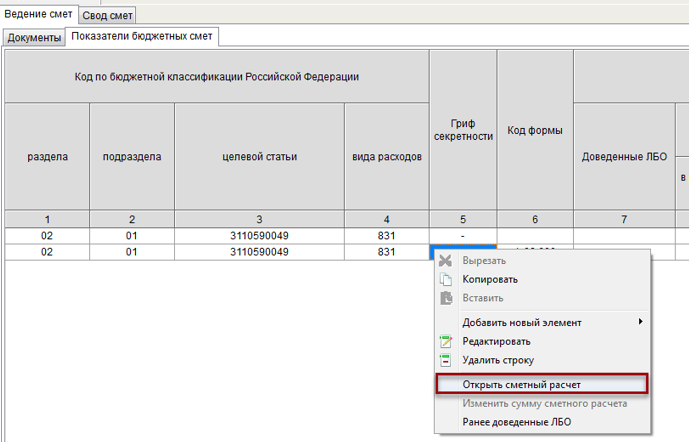 Ведение смет Свод смет
Документы Показатели бюджетных смет
Код по бюджетной классификации Российской Федерации
раздела подраздела целевой статьи вида расходов Гриф секретности Код формы Доведенные ЛБО в
1 2 3 4 5 6 7
02 01 3110590049 831 -
02 01 3110590049 831
Вырезать
Копировать
Вставить
Добавить новый элемент
Редактировать
Удалить строку
Открыть сметный расчет
Изменить сумму сметного расчета
Ранее доведенные ЛБО